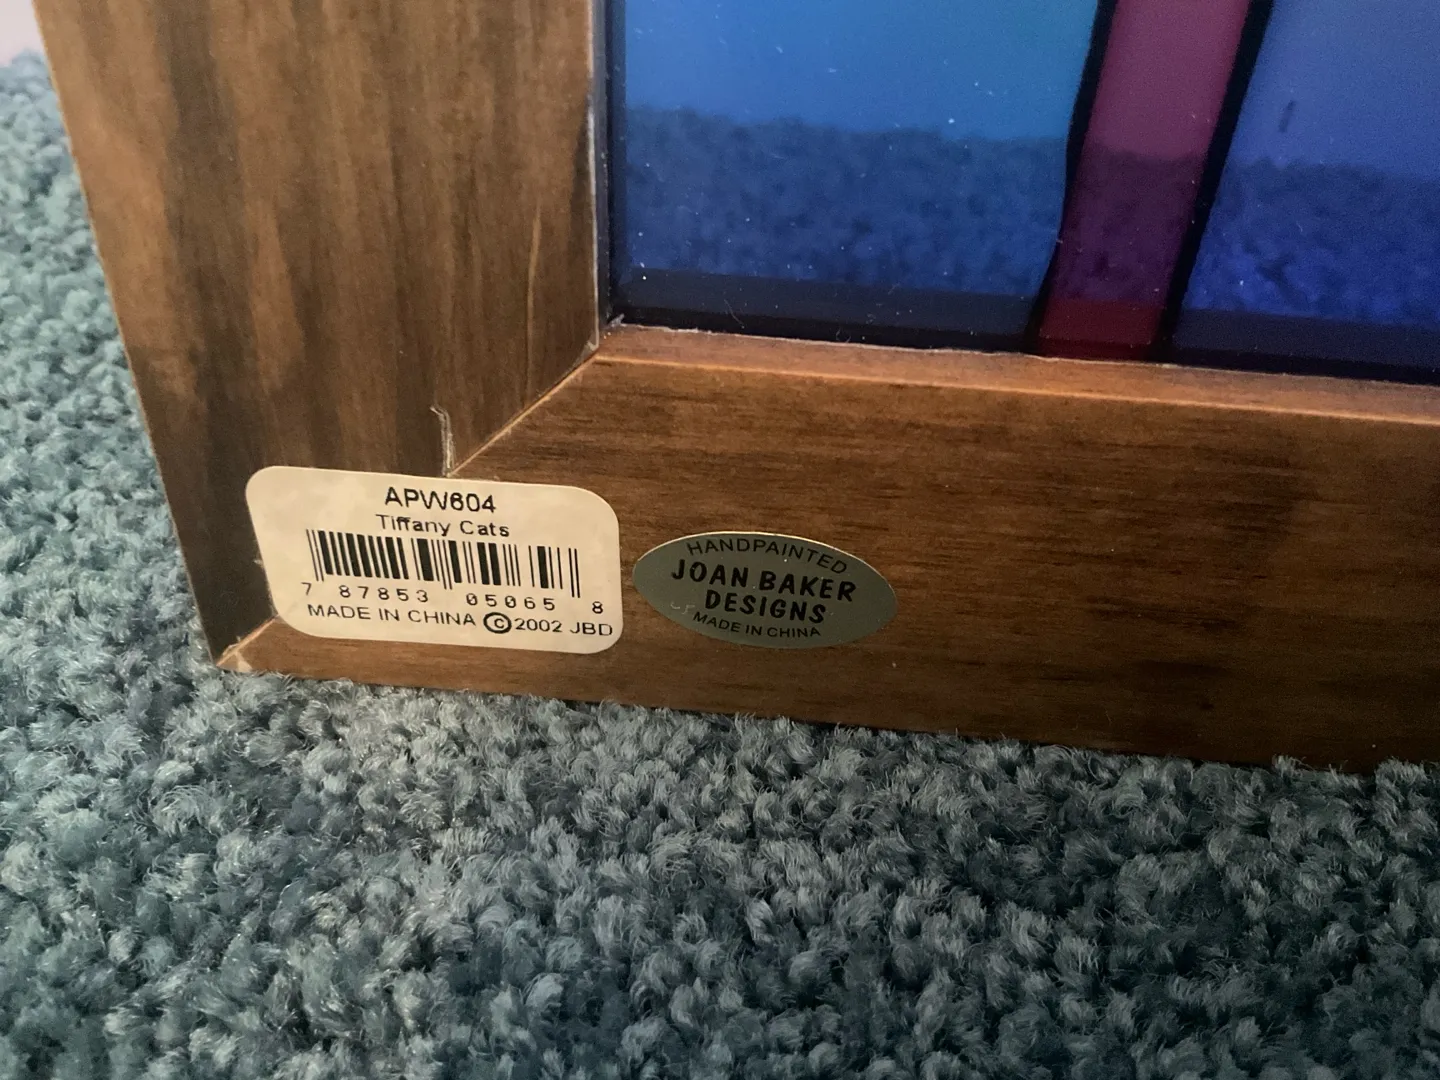 APW604
Tiffany Cats
7 87853 05065 8
MADE IN CHINA ©2002 JBD
HANDPAINTED
JOAN BAKER
DESIGNS
MADE IN CHINA